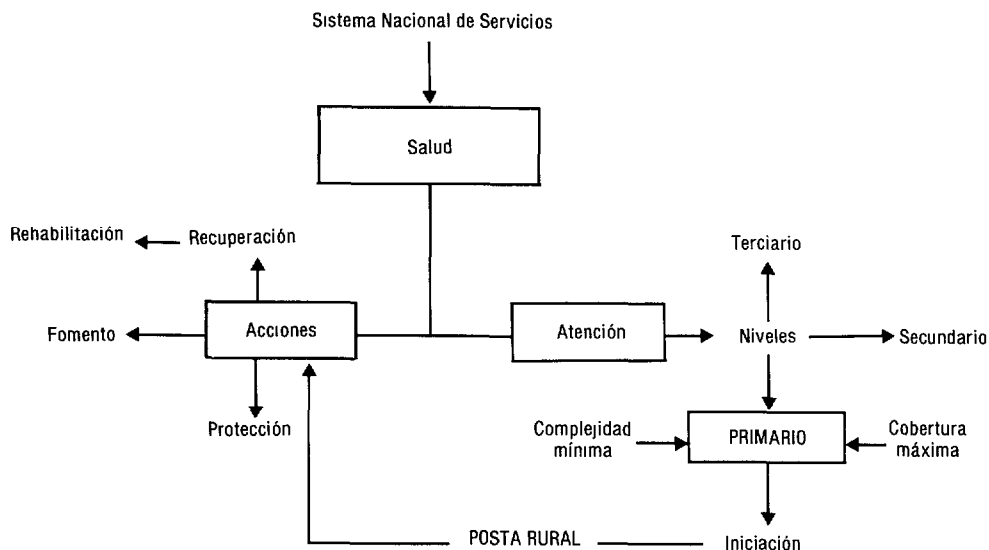 Sistema Nacional de Servicios
Salud
Rehabilitación
Recuperación
Terciario
Fomento
Acciones
Atención
Niveles
Secundario
Protección
Complejidad
mínima
PRIMARIO
Cobertura
máxima
POSTA RURAL
Iniciación